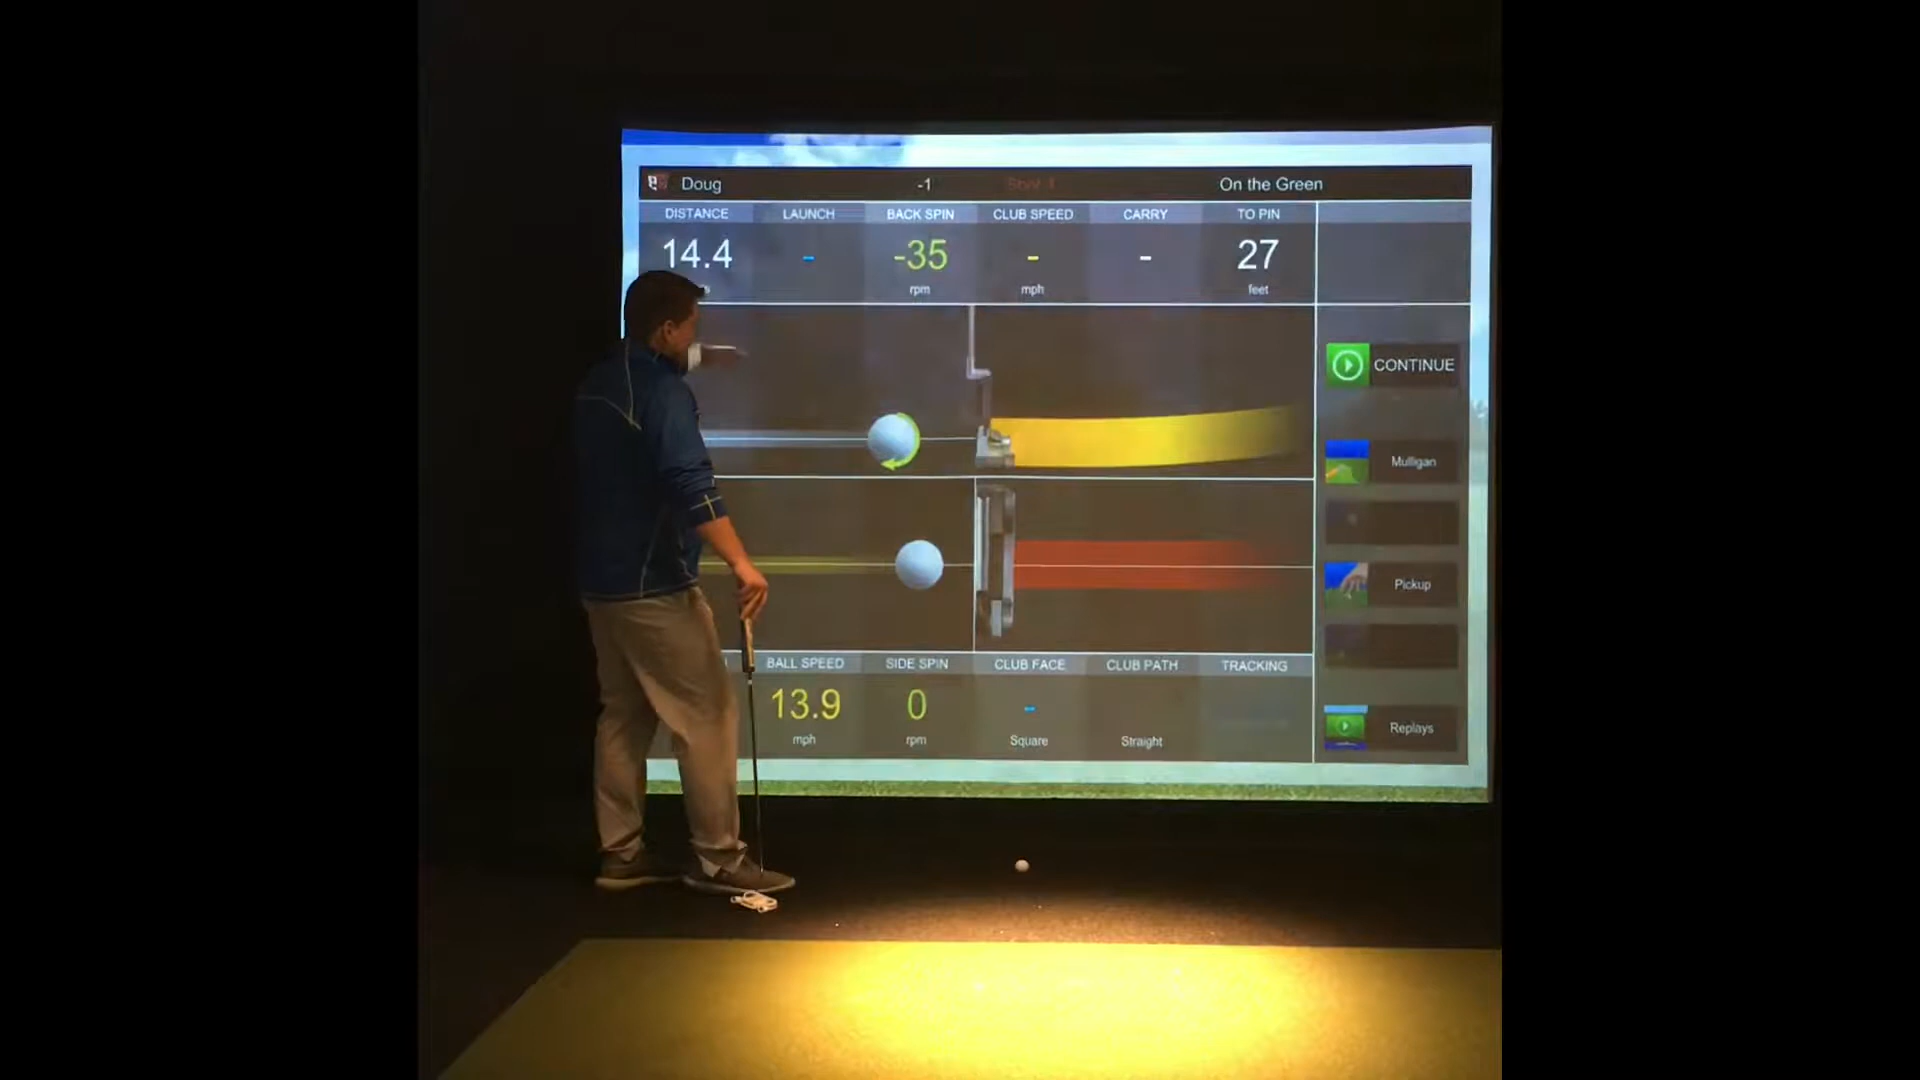 Doug -1 On the Green
DISTANCE LAUNCH BACK SPIN CLUB SPEED CARRY TO PIN
14.4 - -35 - - 27
rpm mph feet
CONTINUE
Mulligan
Pickup
BALL SPEED SIDE SPIN CLUB FACE CLUB PATH TRACKING
13.9 0 -
Replays
mph rpm Square Straight